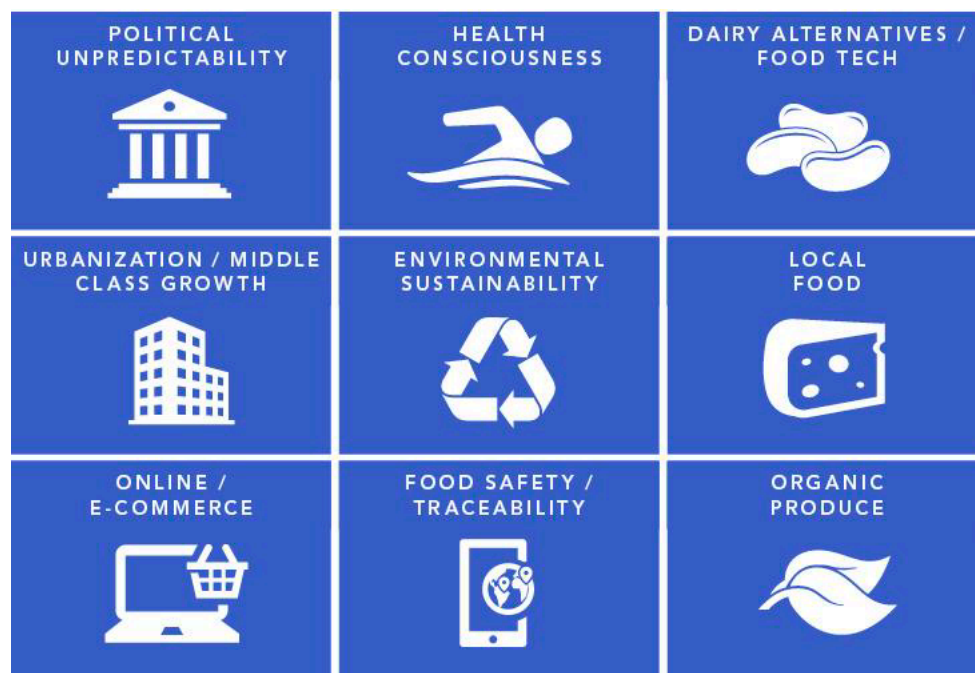 POLITICAL
UNPREDICTABILITY
HEALTH
CONSCIOUSNESS
DAIRY ALTERNATIVES /
FOOD TECH
URBANIZATION / MIDDLE
CLASS GROWTH
ENVIRONMENTAL
SUSTAINABILITY
LOCAL
FOOD
ONLINE /
E-COMMERCE
FOOD SAFETY /
TRACEABILITY
ORGANIC
PRODUCE